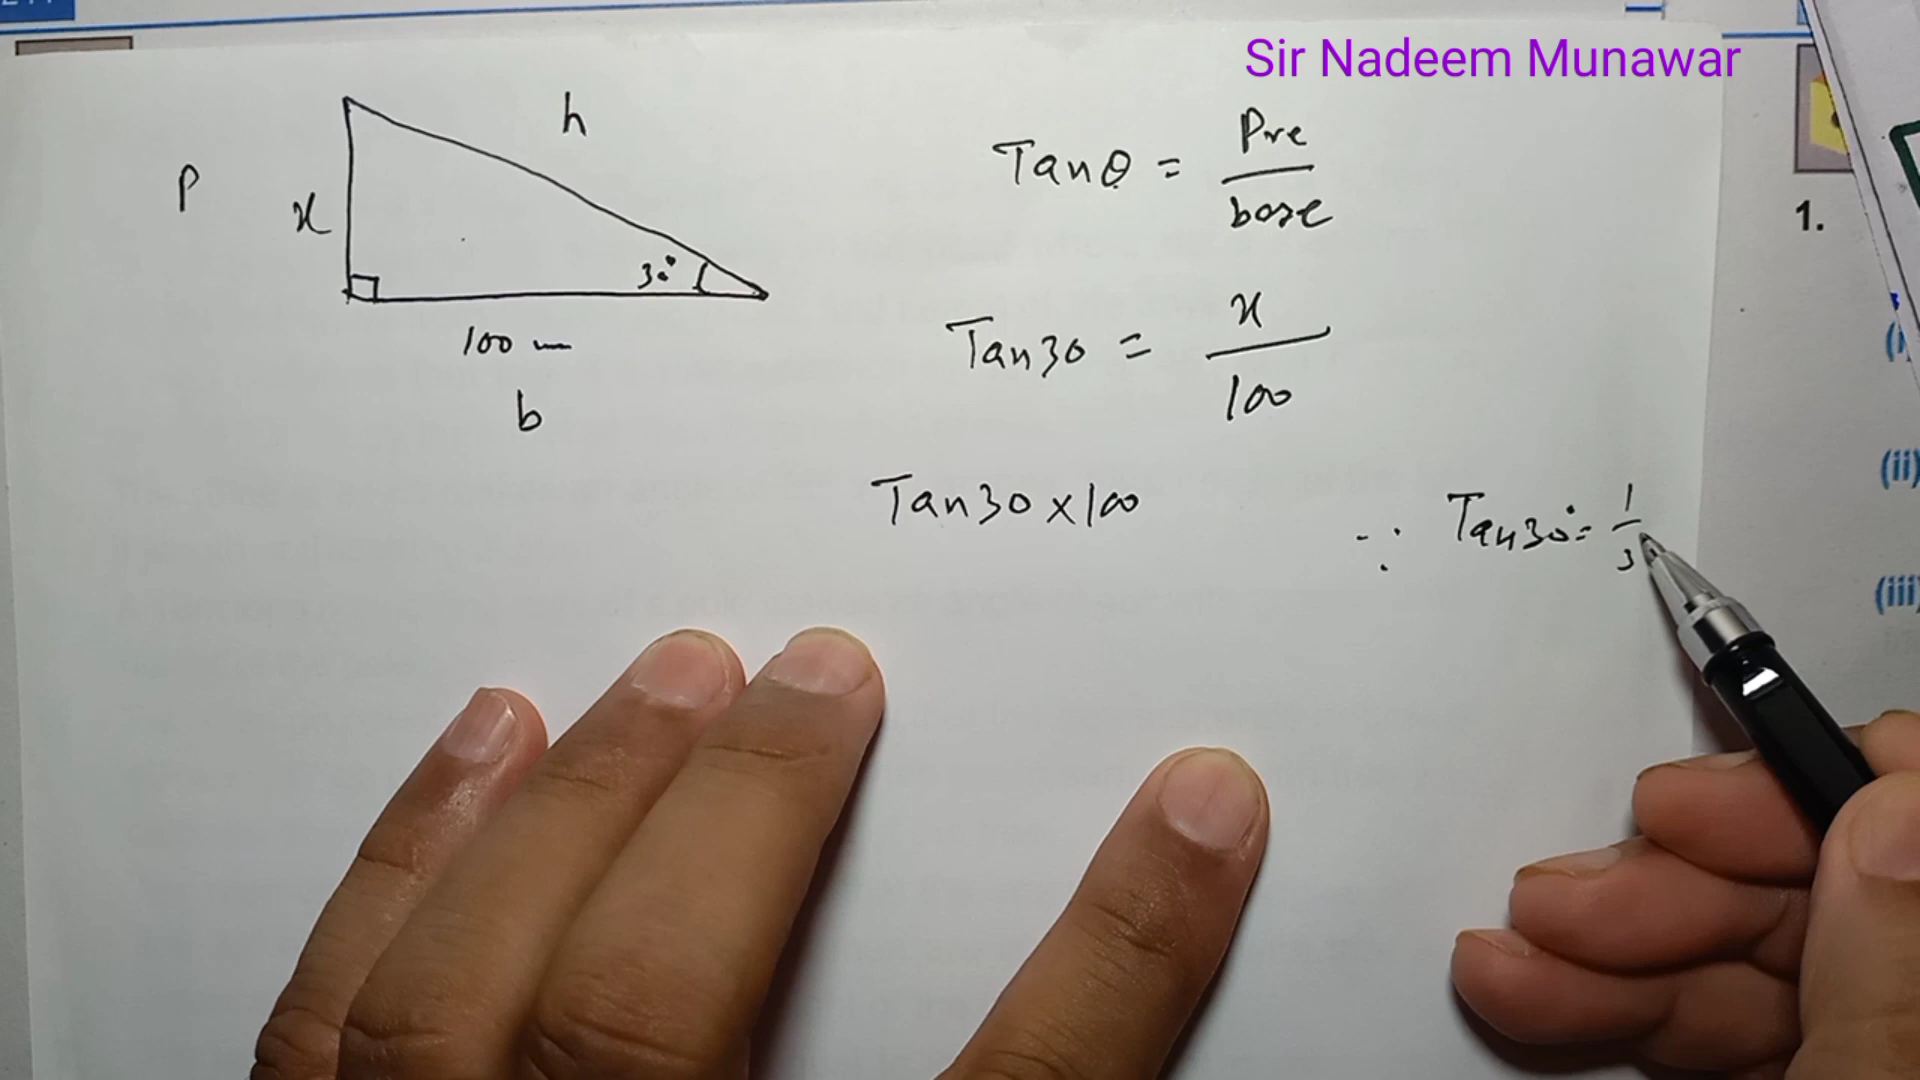 Sir Nadeem Munawar
h
P
x
30°
100 m
b
Tanθ = Pre
base
Tan30 = x
100
Tan30 x 100
∵ Tan30° = 1
3
1.
(ii)
(iii)